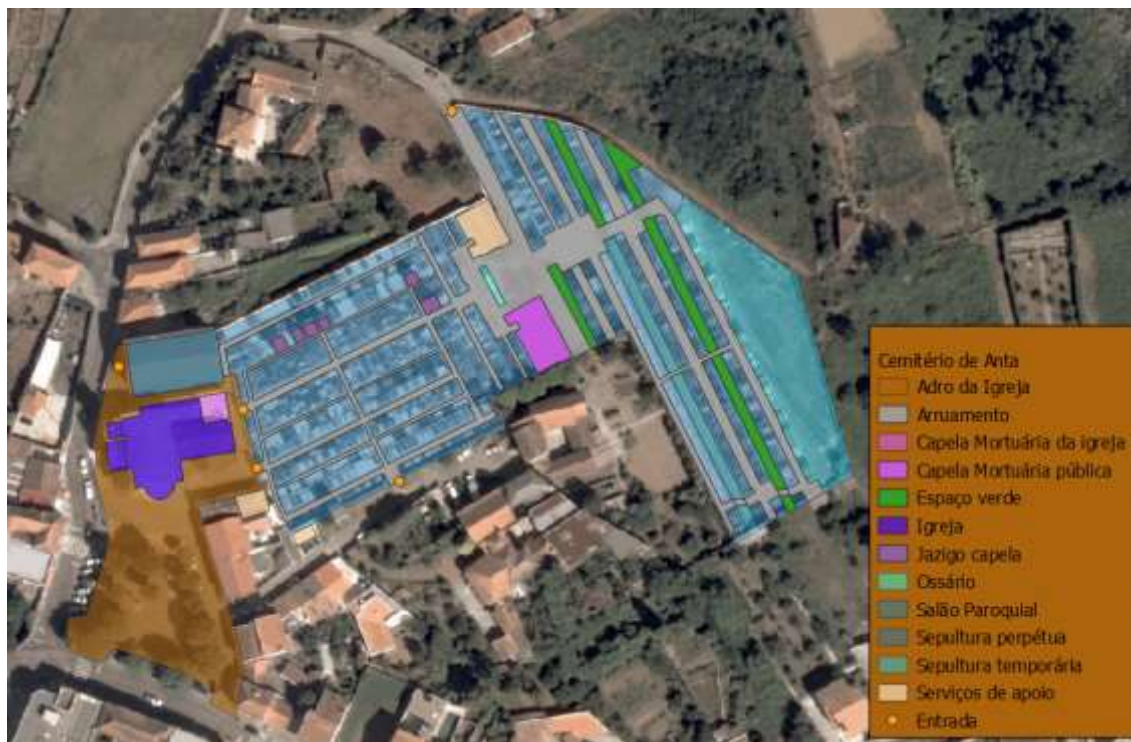 Cemitério de Anta
Adro da Igreja
Arruamento
Capela Mortuária da igreja
Capela Mortuária pública
Espaço verde
Igreja
Jazigo capela
Ossário
Salão Paroquial
Sepultura perpétua
Sepultura temporária
Serviços de apoio
Entrada